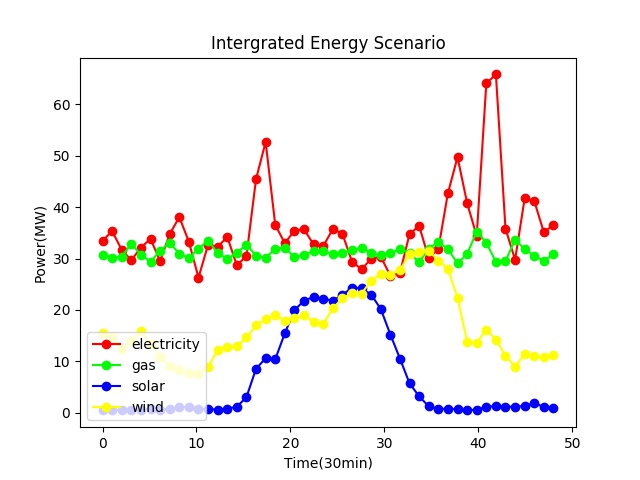 Intergrated Energy Scenario
Power(MW)
60
50
40
30
20
10
0
electricity
gas
solar
wind
0 10 20 30 40 50
Time(30min)